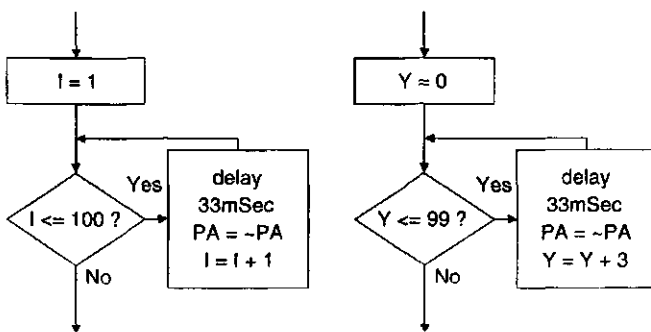 I = 1
Yes
I <= 100 ?
delay
33mSec
PA = ~PA
I = I + 1
No
Y = 0
Yes
Y <= 99 ?
delay
33mSec
PA = ~PA
Y = Y + 3
No